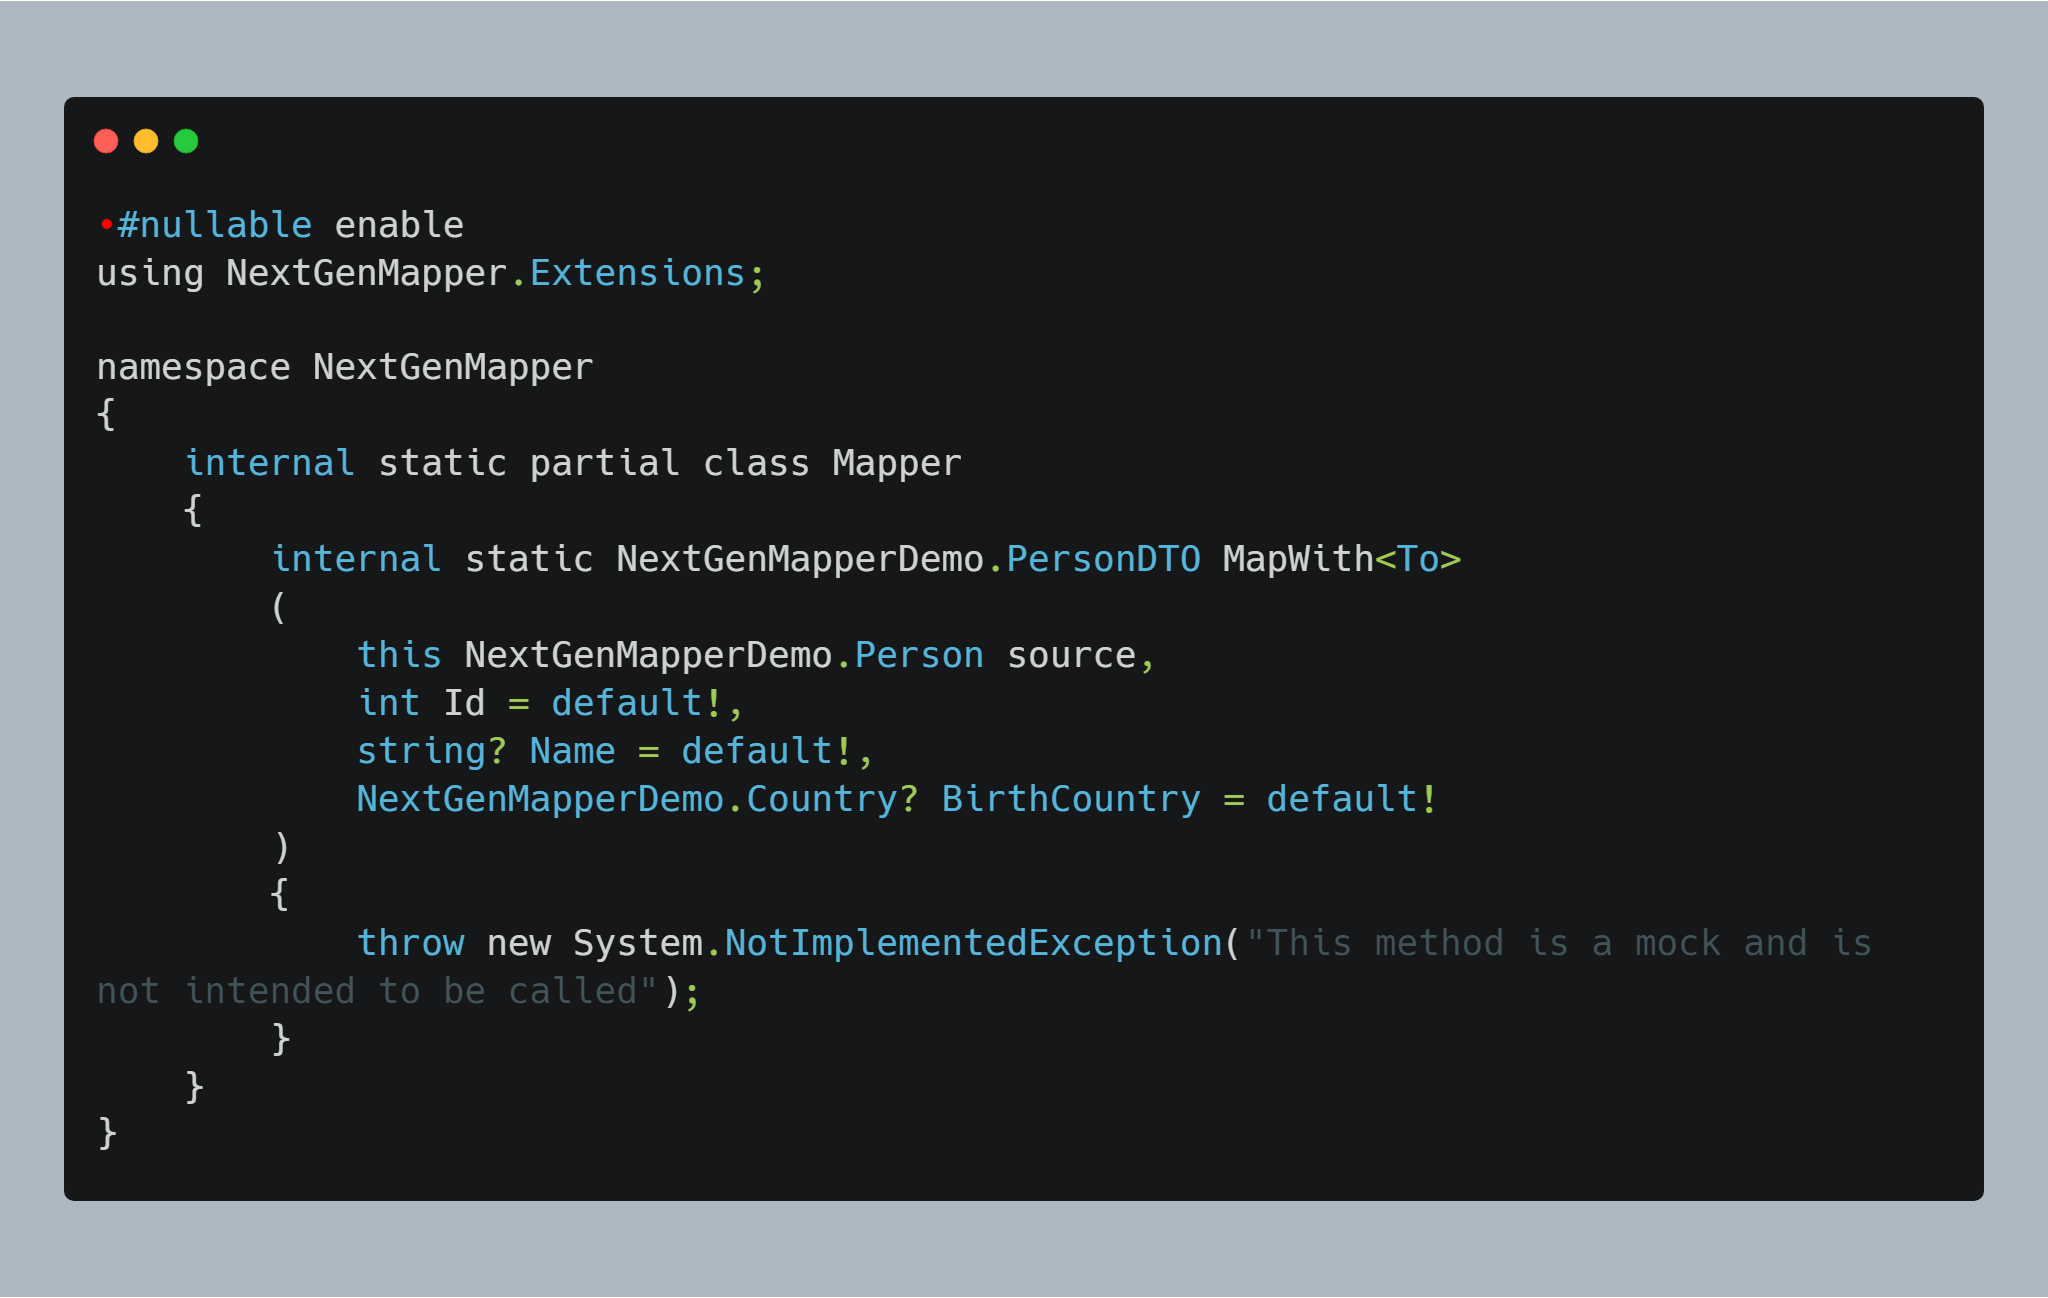 •#nullable enable
using NextGenMapper.Extensions;

namespace NextGenMapper
{
    internal static partial class Mapper
    {
        internal static NextGenMapperDemo.PersonDTO MapWith<To>
        (
            this NextGenMapperDemo.Person source,
            int Id = default!,
            string? Name = default!,
            NextGenMapperDemo.Country? BirthCountry = default!
        )
        {
            throw new System.NotImplementedException("This method is a mock and is
not intended to be called");
        }
    }
}